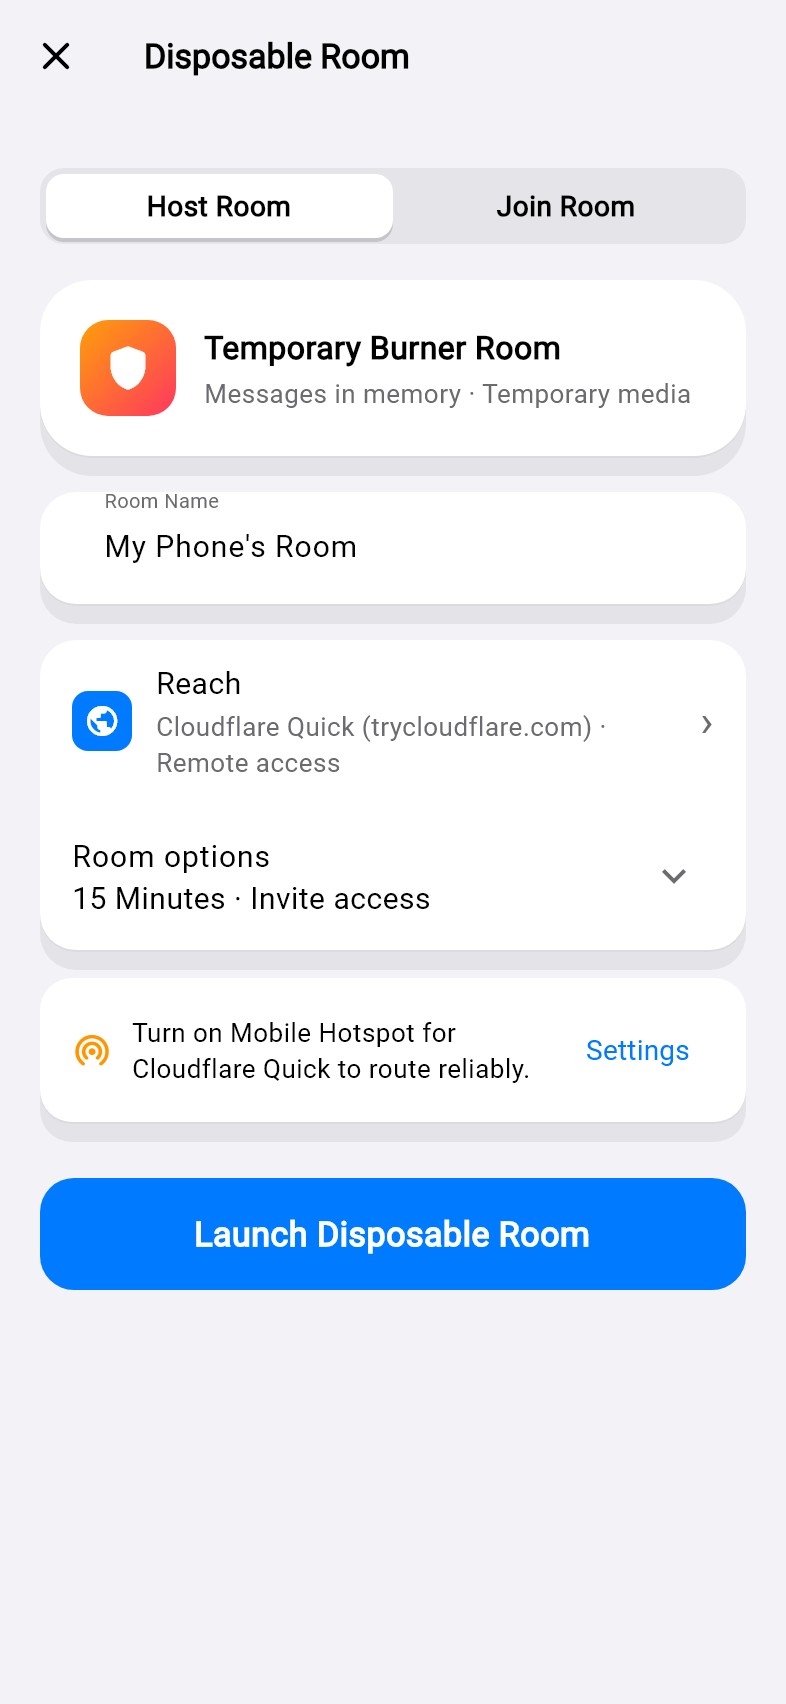 Disposable Room
Host Room
Join Room
Temporary Burner Room
Messages in memory · Temporary media
Room Name
My Phone's Room
Reach
Cloudflare Quick (trycloudflare.com) ·
Remote access
Room options
15 Minutes · Invite access
Turn on Mobile Hotspot for
Cloudflare Quick to route reliably.
Settings
Launch Disposable Room